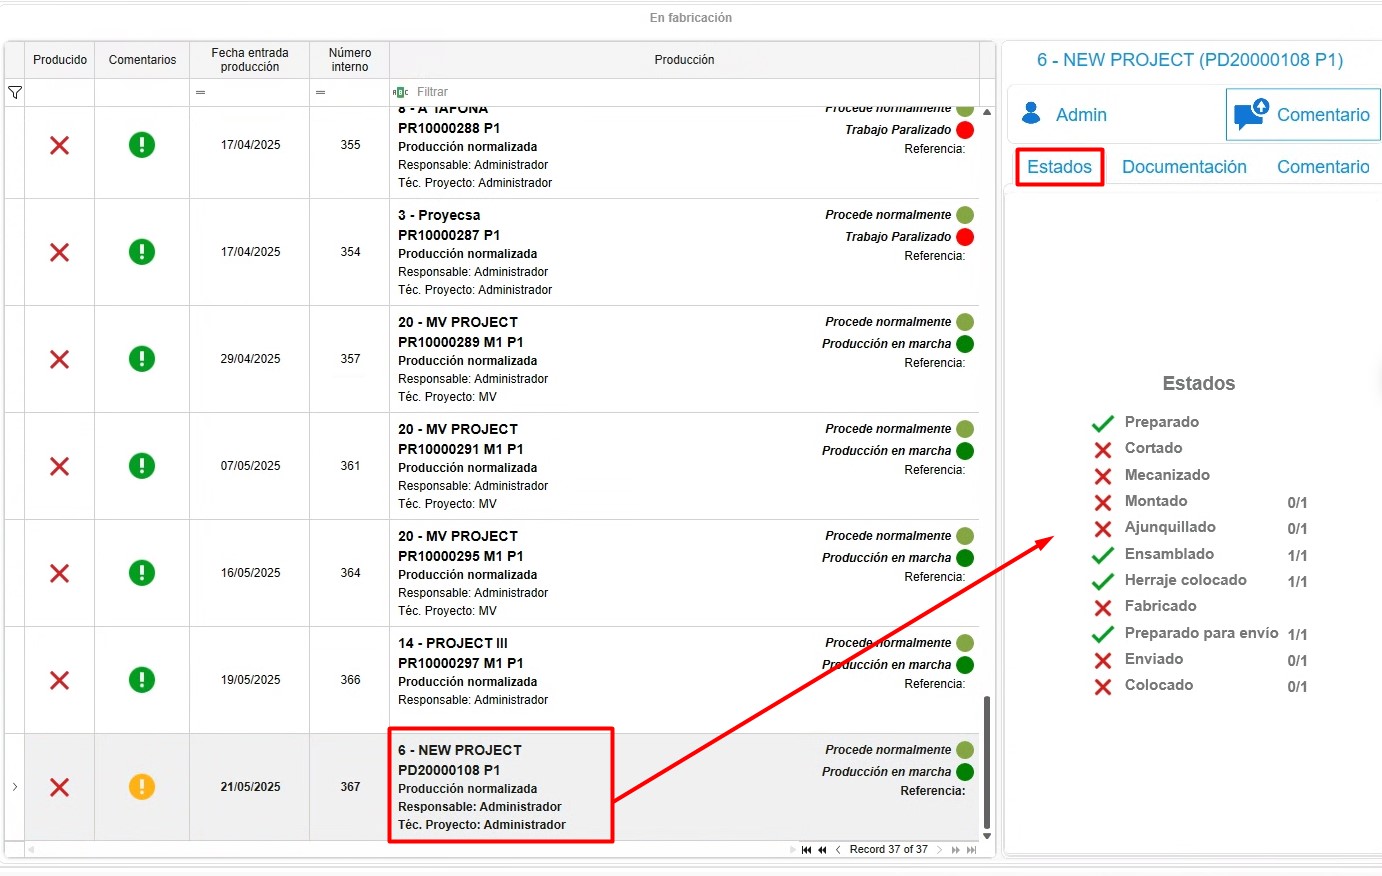 En fabricación
Producido
Comentarios
Fecha entrada
producción
Número
interno
Producción
=
=
ABC Filtrar
8 - A TAFONA
Procede normalmente
PR10000288 P1
Trabajo Paralizado
Producción normalizada
Referencia:
Responsable: Administrador
Téc. Proyecto: Administrador
17/04/2025
355
3 - Proyecsa
Procede normalmente
PR10000287 P1
Trabajo Paralizado
Producción normalizada
Referencia:
Responsable: Administrador
Téc. Proyecto: Administrador
17/04/2025
354
20 - MV PROJECT
Procede normalmente
PR10000289 M1 P1
Producción en marcha
Producción normalizada
Referencia:
Responsable: Administrador
Téc. Proyecto: MV
29/04/2025
357
20 - MV PROJECT
Procede normalmente
PR10000291 M1 P1
Producción en marcha
Producción normalizada
Referencia:
Responsable: Administrador
Téc. Proyecto: MV
07/05/2025
361
20 - MV PROJECT
Procede normalmente
PR10000295 M1 P1
Producción en marcha
Producción normalizada
Referencia:
Responsable: Administrador
Téc. Proyecto: MV
16/05/2025
364
14 - PROJECT III
Procede normalmente
PR10000297 M1 P1
Producción en marcha
Producción normalizada
Referencia:
Responsable: Administrador
19/05/2025
366
6 - NEW PROJECT
Procede normalmente
PD20000108 P1
Producción en marcha
Producción normalizada
Referencia:
Responsable: Administrador
Téc. Proyecto: Administrador
21/05/2025
367
Record 37 of 37
6 - NEW PROJECT (PD20000108 P1)
Admin
Comentario
Estados
Documentación
Comentario
Estados
Preparado
Cortado
Mecanizado
Montado 0/1
Ajunquillado 0/1
Ensamblado 1/1
Herraje colocado 1/1
Fabricado
Preparado para envío 1/1
Enviado 0/1
Colocado 0/1